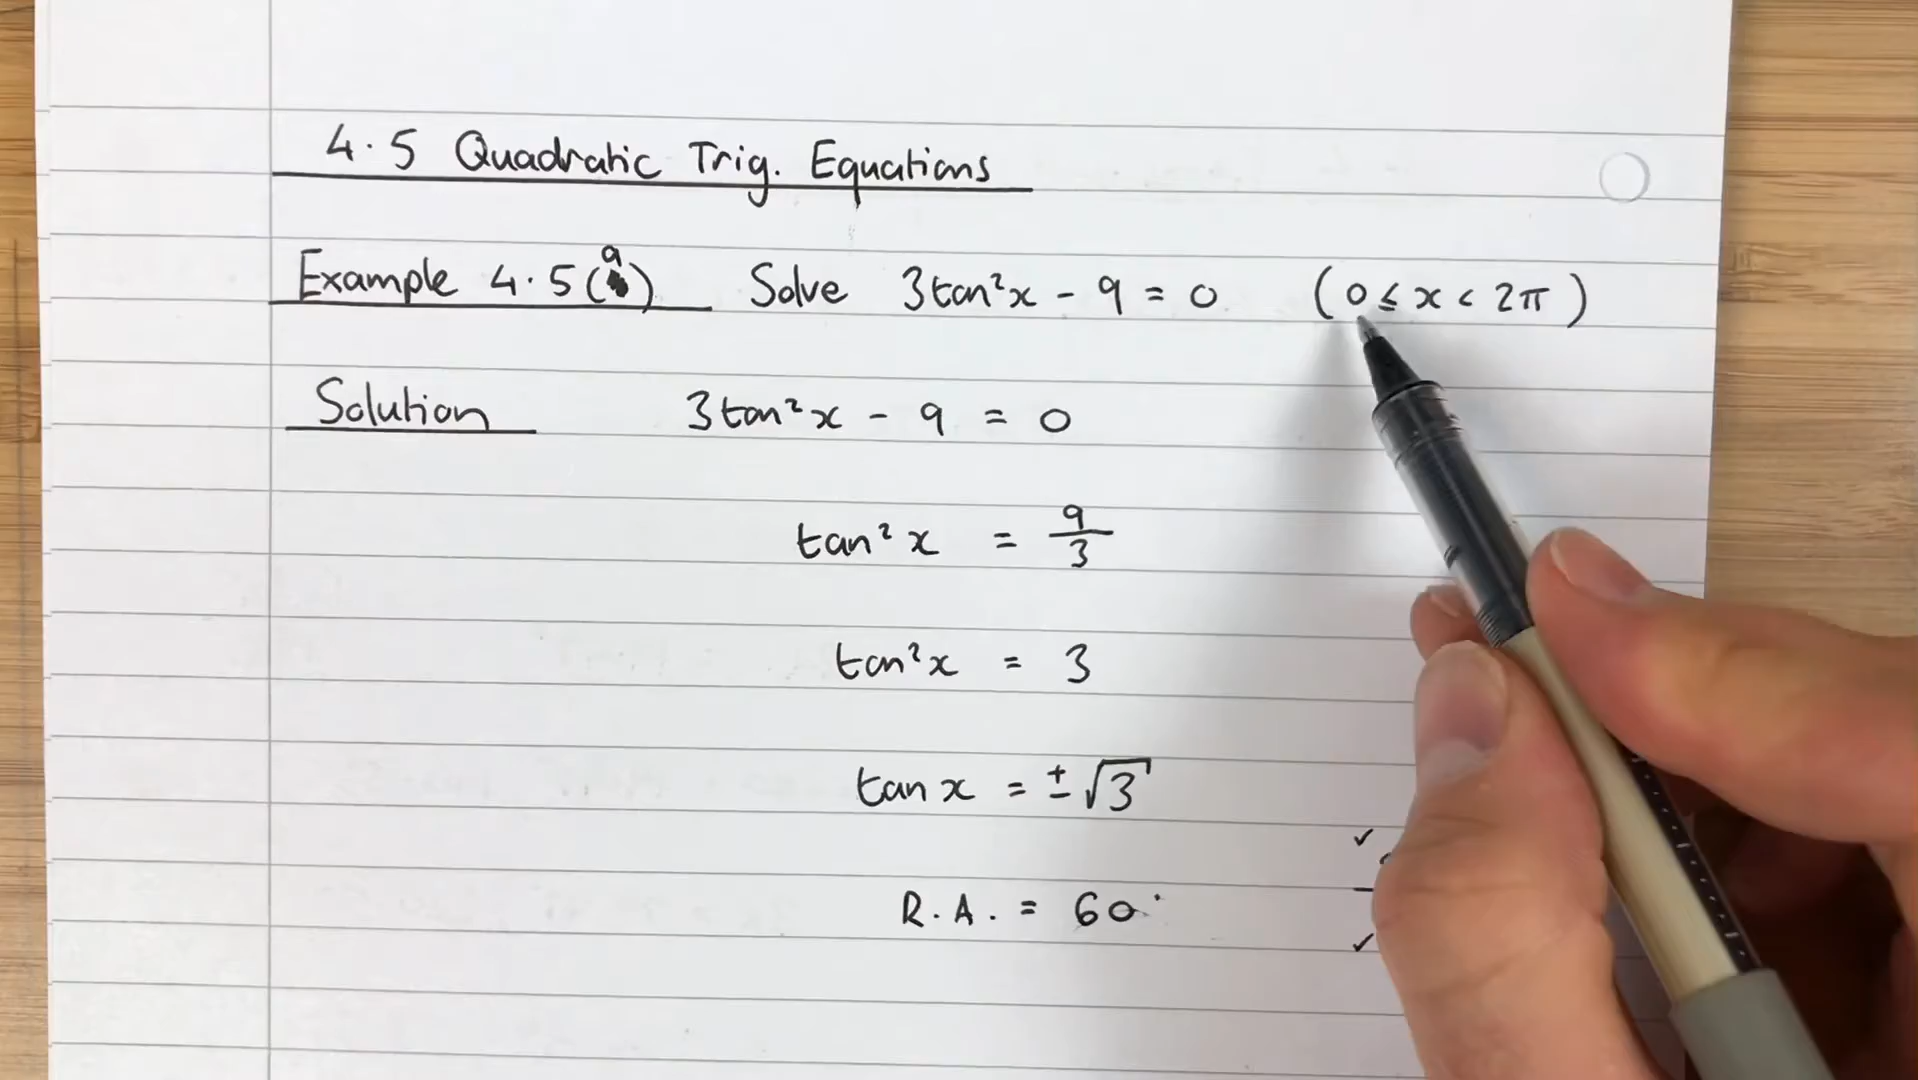 4.5 Quadratic Trig. Equations
Example 4.5(a) Solve 3tan²x - 9 = 0 (0 ≤ x < 2π)
Solution 3tan²x - 9 = 0
tan²x = 9/3
tan²x = 3
tan x = ±√3
R.A. = 60°
✓
✓